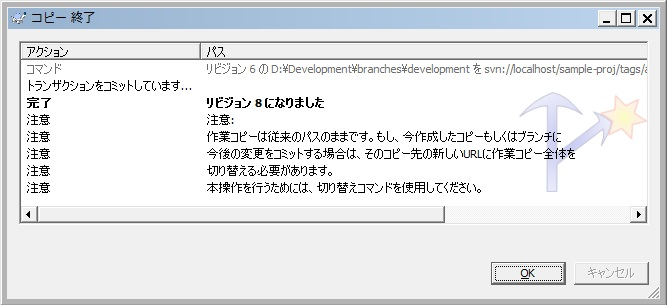 コピー 終了
アクション パス
コマンド リビジョン 6 の D:¥Development¥branches¥development を svn://localhost/sample-proj/tags/
トランザクションをコミットしています...
完了 リビジョン 8 になりました
注意 注意:
注意 作業コピーは従来のパスのままです。もし、今作成したコピーもしくはブランチに
注意 今後の変更をコミットする場合は、そのコピー先の新しいURLに作業コピー全体を
注意 切り替える必要があります。
注意 本操作を行うためには、切り替えコマンドを使用してください。
OK キャンセル